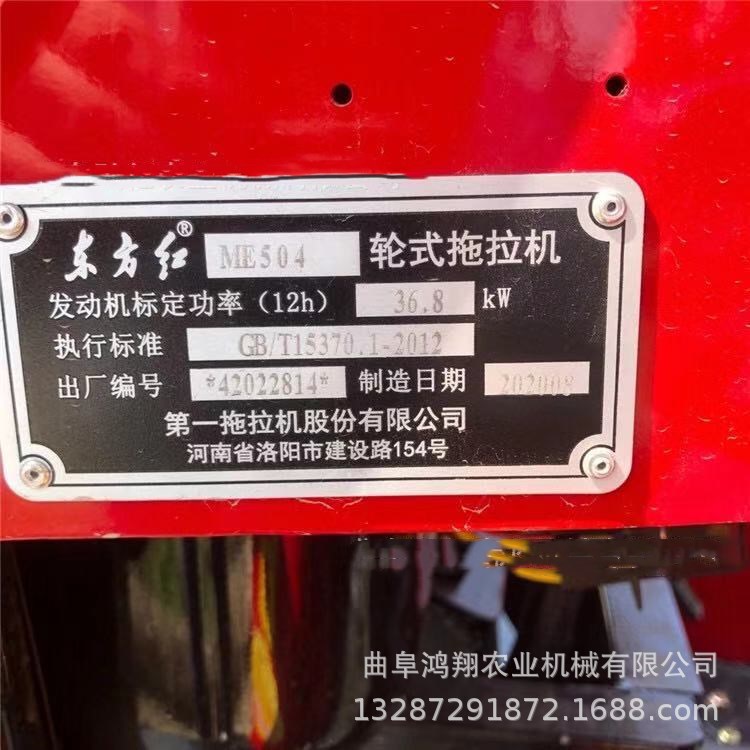 东方红® ME504 轮式拖拉机
发动机标定功率（12h） 36.8 kW
执行标准 GB/T15370.1-2012
出厂编号 *42022814* 制造日期 202008
第一拖拉机股份有限公司
河南省洛阳市建设路154号
曲阜鸿翔农业机械有限公司
13287291872.1688.com